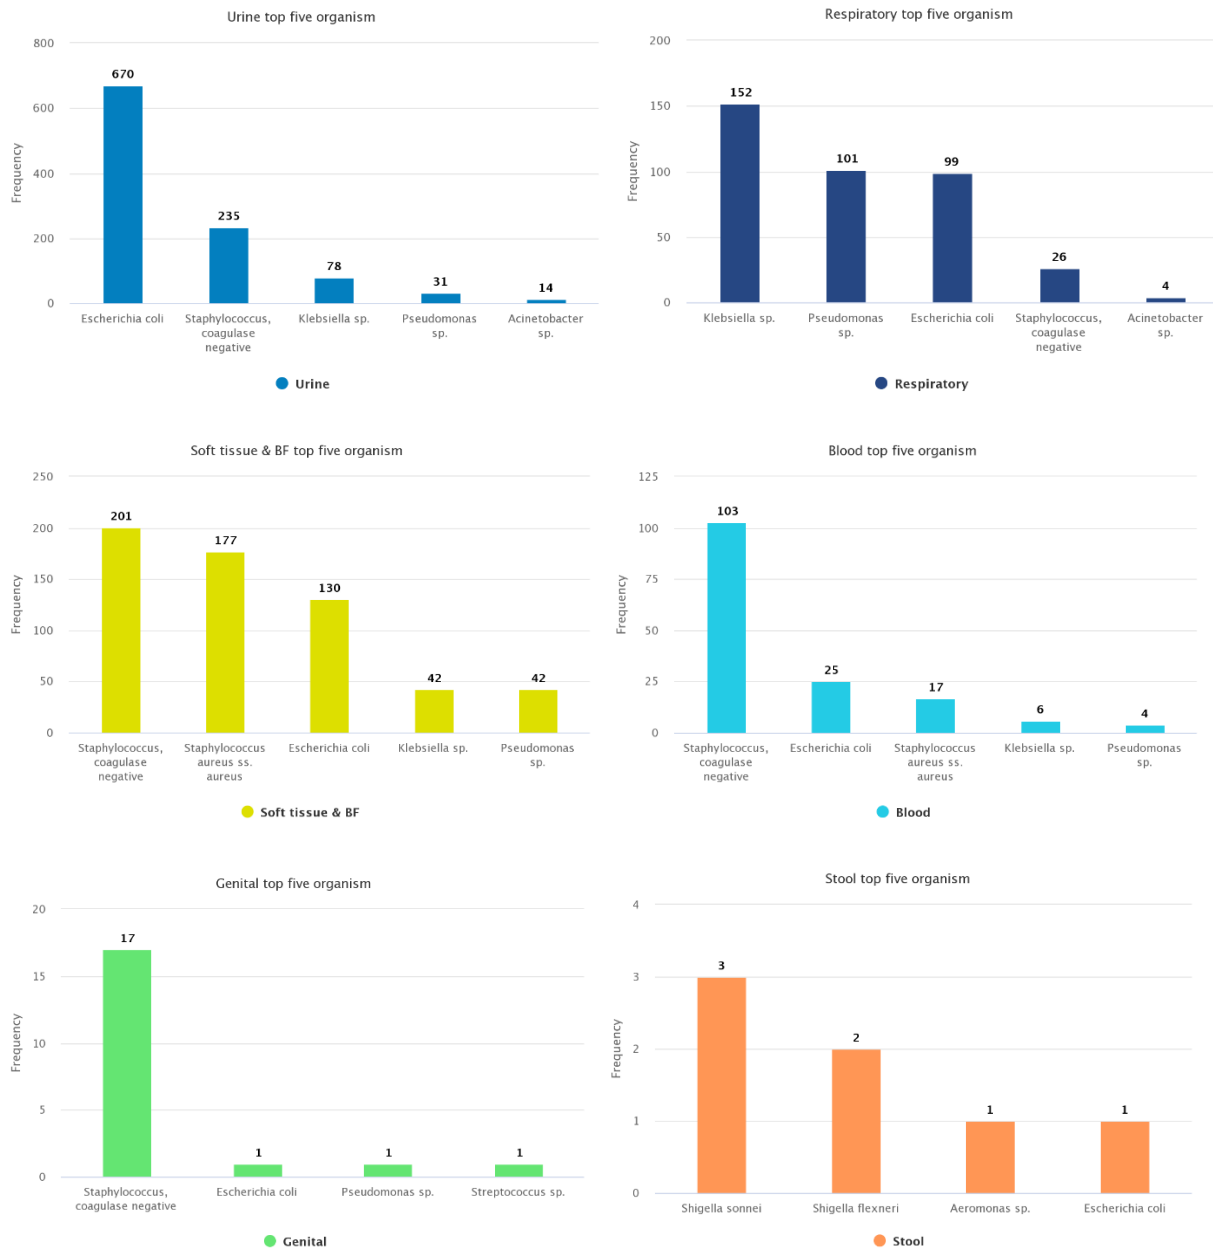 Urine top five organism
800
600
400
200
0
Frequency
670
235
78
31
14
Escherichia coli
Staphylococcus,
coagulase
negative
Klebsiella sp.
Pseudomonas
sp.
Acinetobacter
sp.
Urine
Respiratory top five organism
200
150
100
50
0
Frequency
152
101
99
26
4
Klebsiella sp.
Pseudomonas
sp.
Escherichia coli
Staphylococcus,
coagulase
negative
Acinetobacter
sp.
Respiratory
Soft tissue & BF top five organism
250
200
150
100
50
0
Frequency
201
177
130
42
42
Staphylococcus,
coagulase
negative
Staphylococcus
aureus ss.
aureus
Escherichia coli
Klebsiella sp.
Pseudomonas
sp.
Soft tissue & BF
Blood top five organism
125
100
75
50
25
0
Frequency
103
25
17
6
4
Staphylococcus,
coagulase
negative
Escherichia coli
Staphylococcus
aureus ss.
aureus
Klebsiella sp.
Pseudomonas
sp.
Blood
Genital top five organism
20
15
10
5
0
Frequency
17
1
1
1
Staphylococcus,
coagulase negative
Escherichia coli
Pseudomonas sp.
Streptococcus sp.
Genital
Stool top five organism
4
3
2
1
0
Frequency
3
2
1
1
Shigella sonnei
Shigella flexneri
Aeromonas sp.
Escherichia coli
Stool